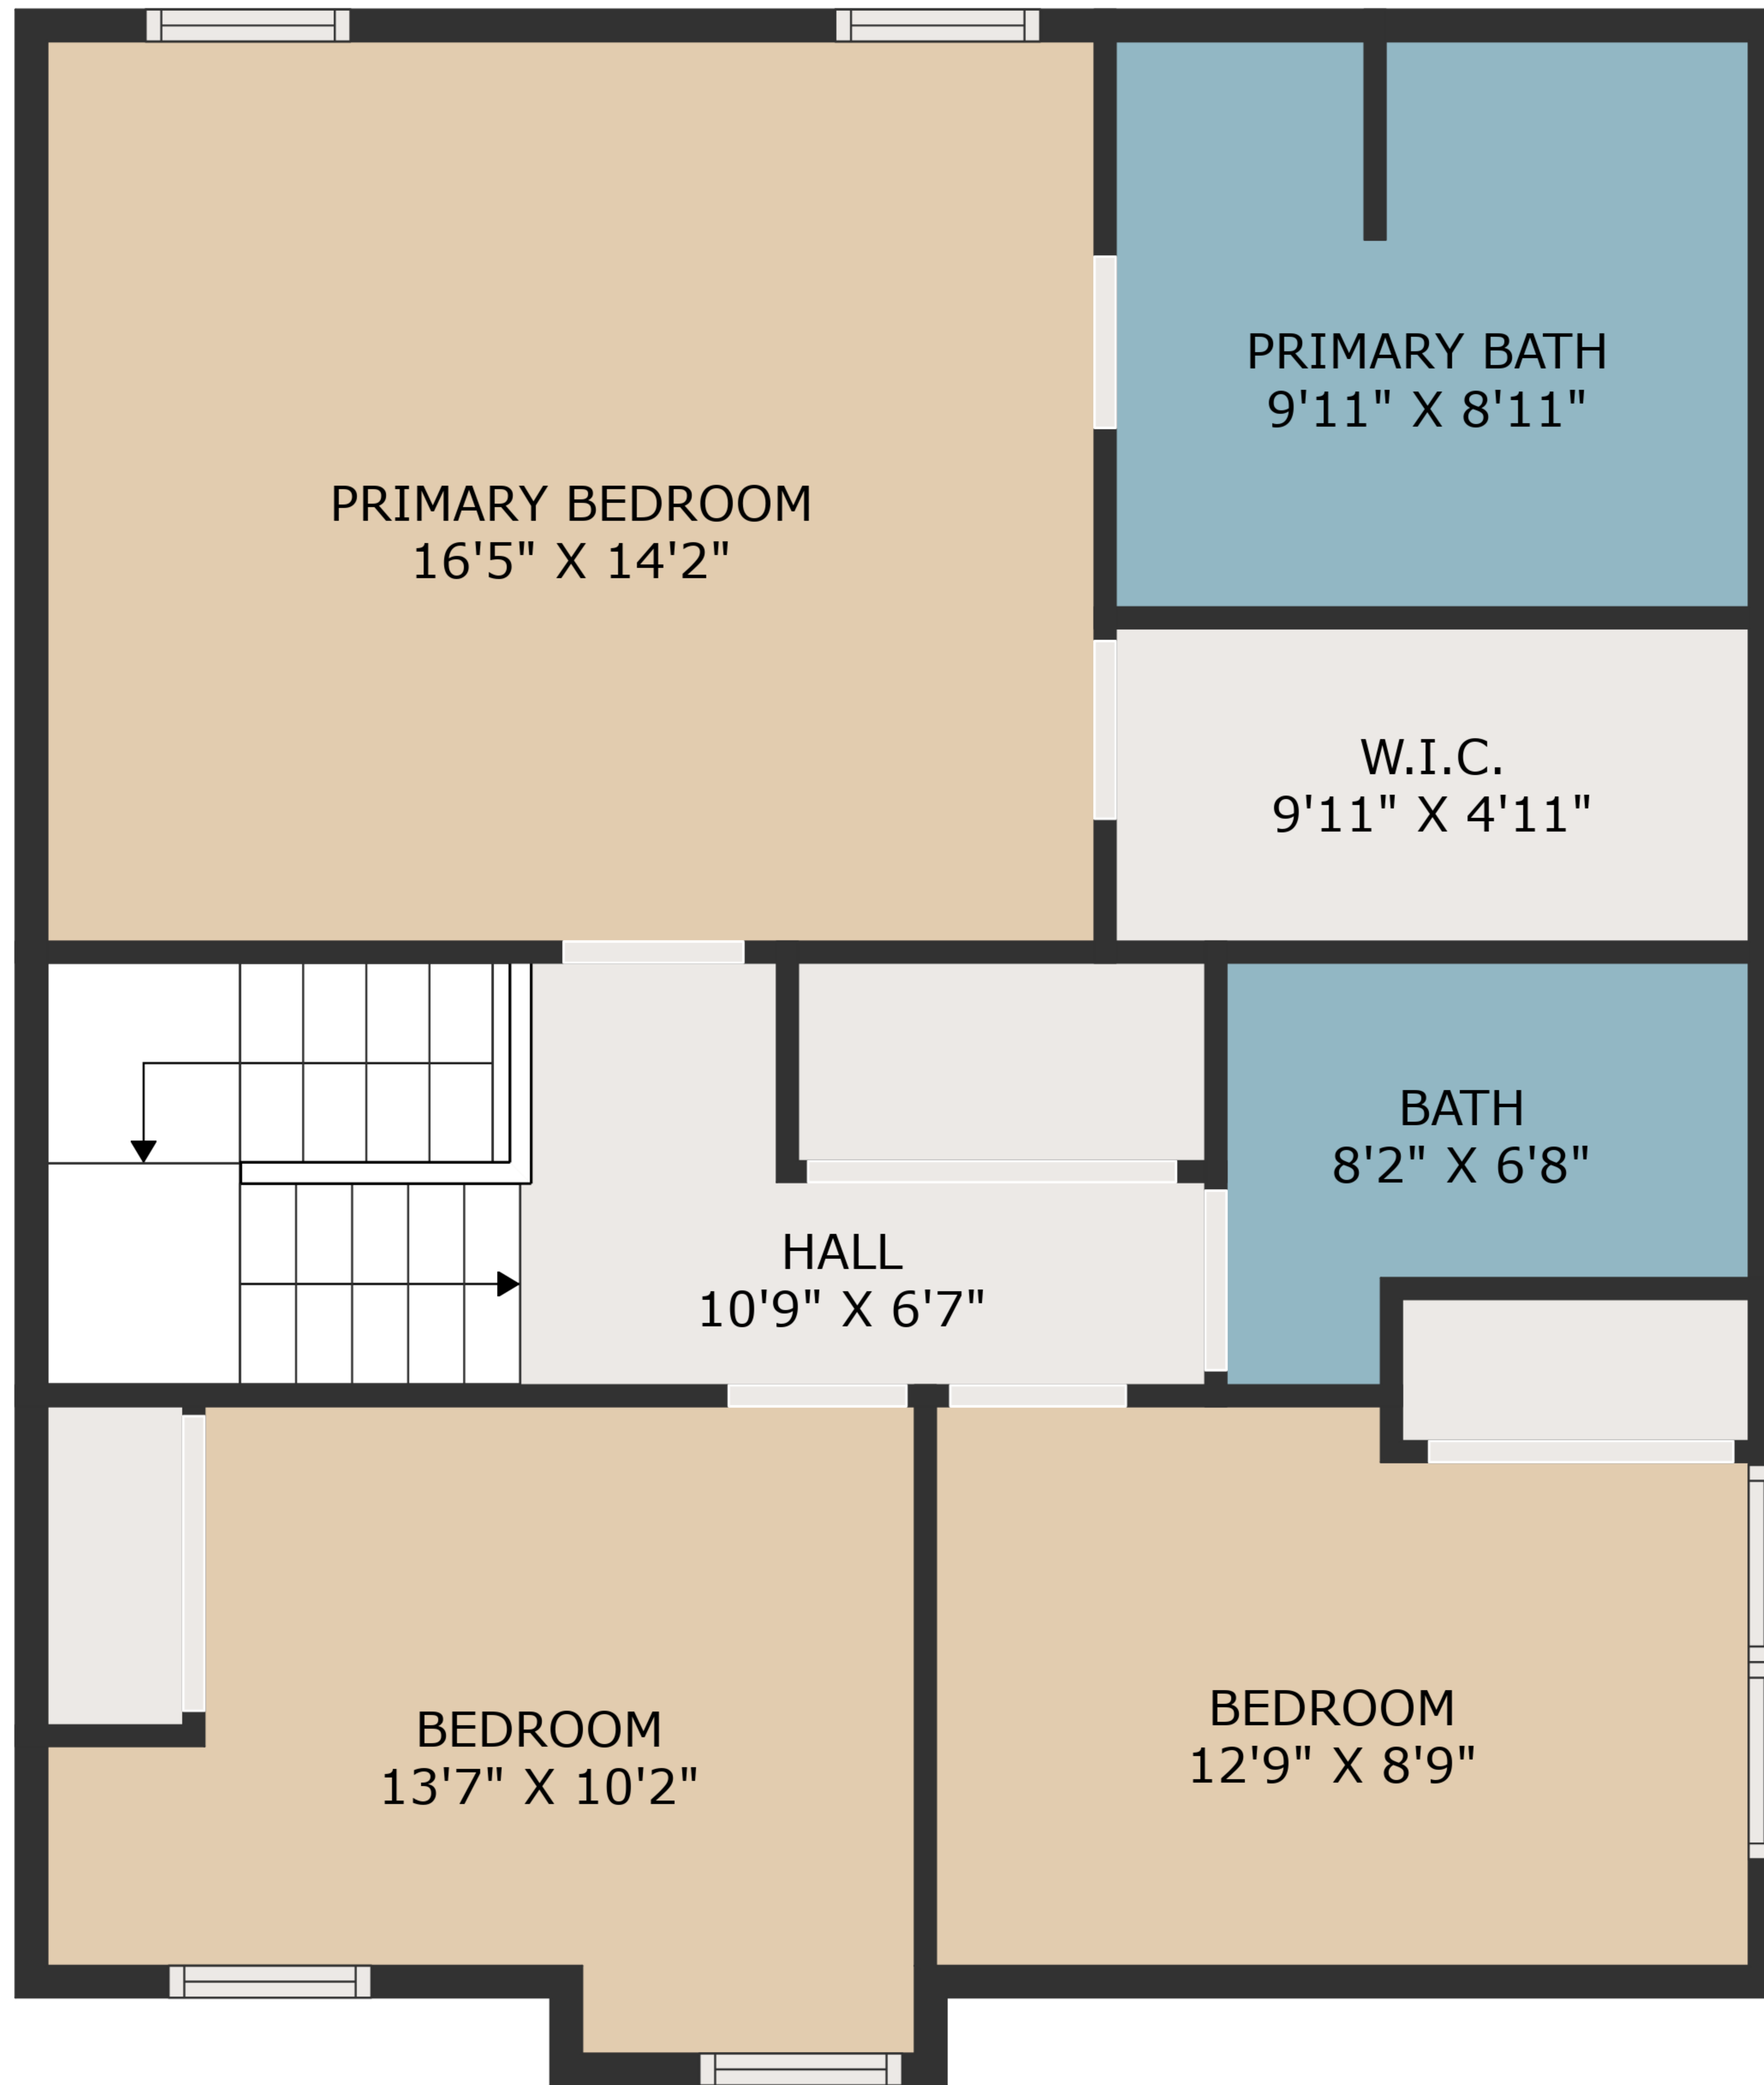 PRIMARY BATH
9'11" X 8'11"
PRIMARY BEDROOM
16'5" X 14'2"
W.I.C.
9'11" X 4'11"
BATH
8'2" X 6'8"
HALL
10'9" X 6'7"
BEDROOM
13'7" X 10'2"
BEDROOM
12'9" X 8'9"